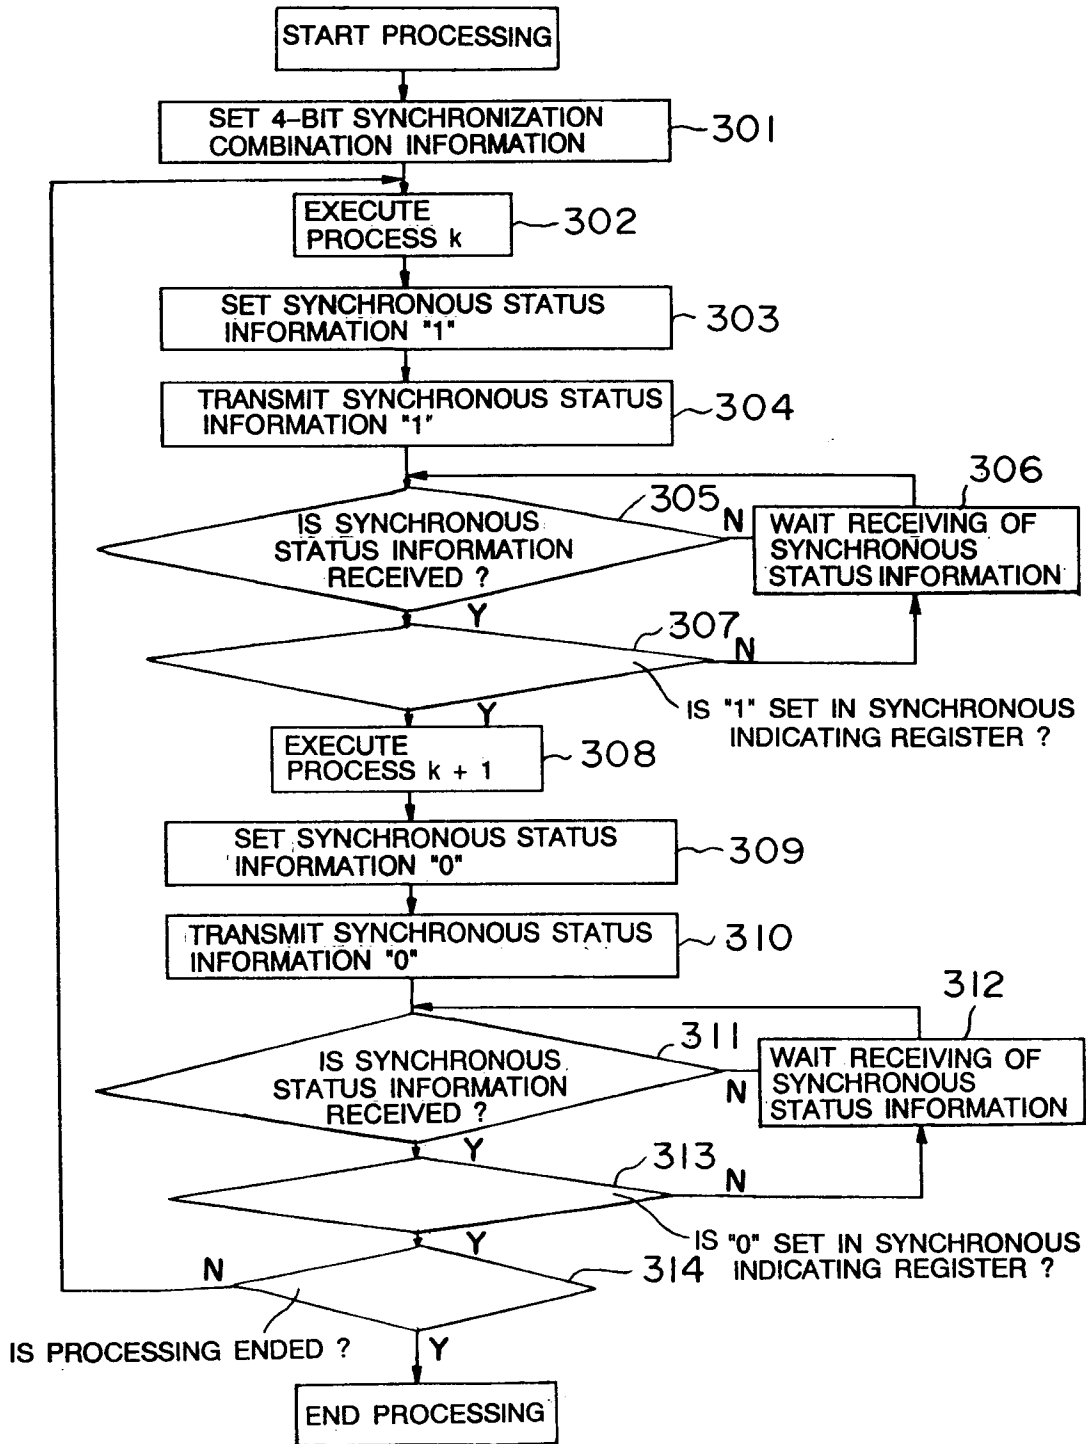 START PROCESSING
SET 4-BIT SYNCHRONIZATION
COMBINATION INFORMATION
301
EXECUTE
PROCESS k
302
SET SYNCHRONOUS STATUS
INFORMATION "1"
303
TRANSMIT SYNCHRONOUS STATUS
INFORMATION "1"
304
305
IS SYNCHRONOUS
STATUS INFORMATION
RECEIVED ?
N
Y
306
WAIT RECEIVING OF
SYNCHRONOUS
STATUS INFORMATION
307
N
IS "1" SET IN SYNCHRONOUS
INDICATING REGISTER ?
Y
EXECUTE
PROCESS k + 1
308
SET SYNCHRONOUS STATUS
INFORMATION "0"
309
TRANSMIT SYNCHRONOUS STATUS
INFORMATION "0"
310
311
IS SYNCHRONOUS
STATUS INFORMATION
RECEIVED ?
N
Y
312
WAIT RECEIVING OF
SYNCHRONOUS
STATUS INFORMATION
313
N
IS "0" SET IN SYNCHRONOUS
INDICATING REGISTER ?
Y
314
N
IS PROCESSING ENDED ?
Y
END PROCESSING